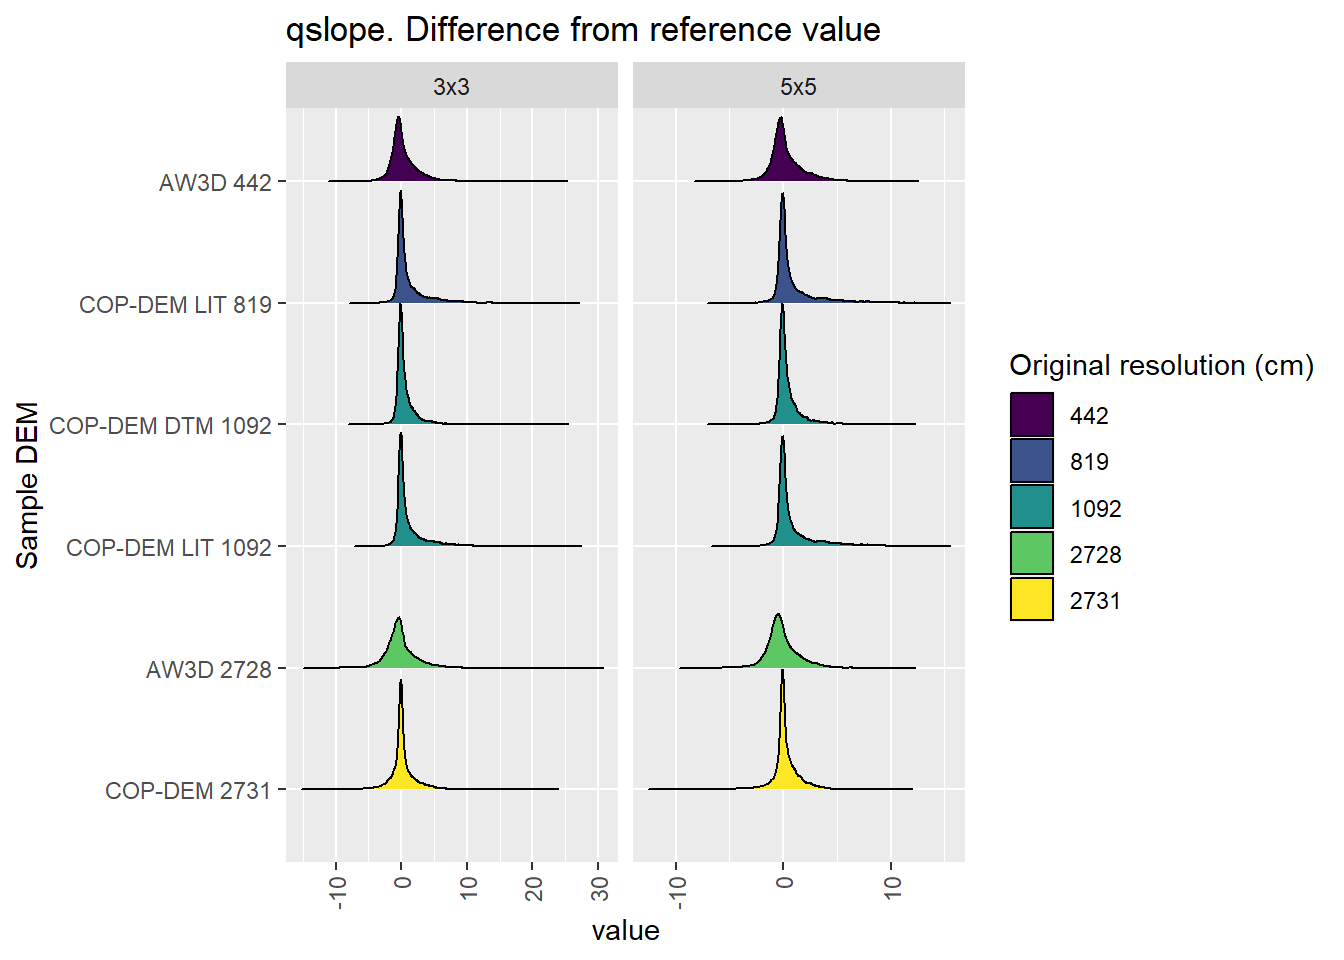 qslope. Difference from reference value
3x3
5x5
Sample DEM
AW3D 442
COP-DEM LIT 819
COP-DEM DTM 1092
COP-DEM LIT 1092
AW3D 2728
COP-DEM 2731
-10 0 10 20 30
-10 0 10
value
Original resolution (cm)
442
819
1092
2728
2731